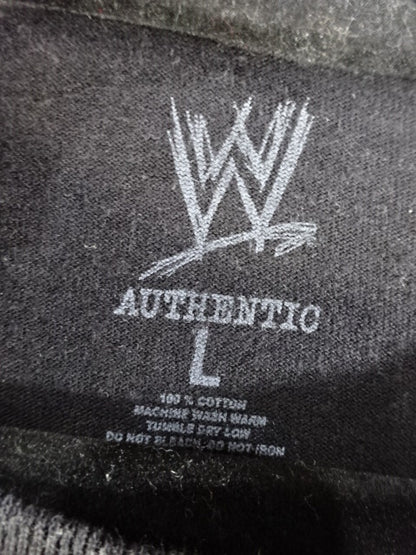 W
AUTHENTIC
L
100 % COTTON
MACHINE WASH WARM
TUMBLE DRY LOW
DO NOT BLEACH. DO NOT IRON